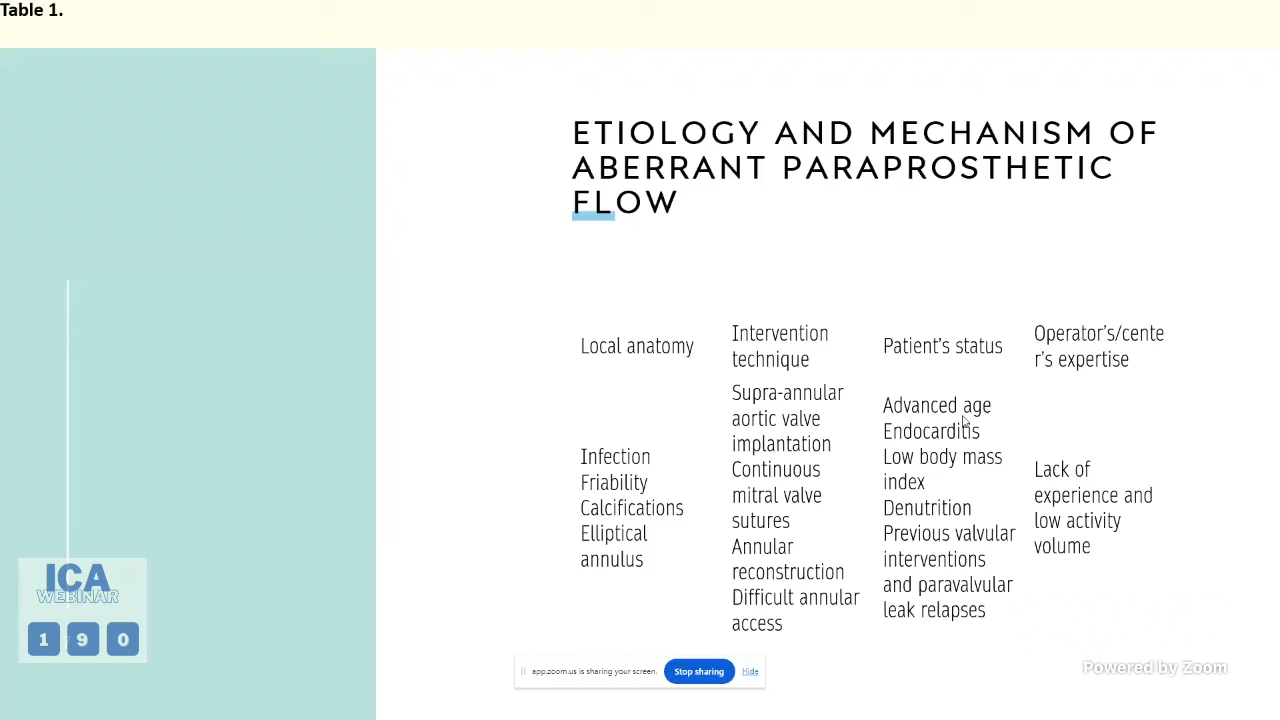 Table 1.
ETIOLOGY AND MECHANISM OF
ABERRANT PARAPROSTHETIC
FLOW
Local anatomy
Infection
Friability
Calcifications
Elliptical
annulus
Intervention
technique
Supra-annular
aortic valve
implantation
Continuous
mitral valve
sutures
Annular
reconstruction
Difficult annular
access
Patient's status
Advanced age
Endocarditis
Low body mass
index
Denutrition
Previous valvular
interventions
and paravalvular
leak relapses
Operator's/cente
r's expertise
Lack of
experience and
low activity
volume
ICA
WEBINAR
1 9 0
app.zoom.us is sharing your screen.
Stop sharing
Hide
Powered by Zoom